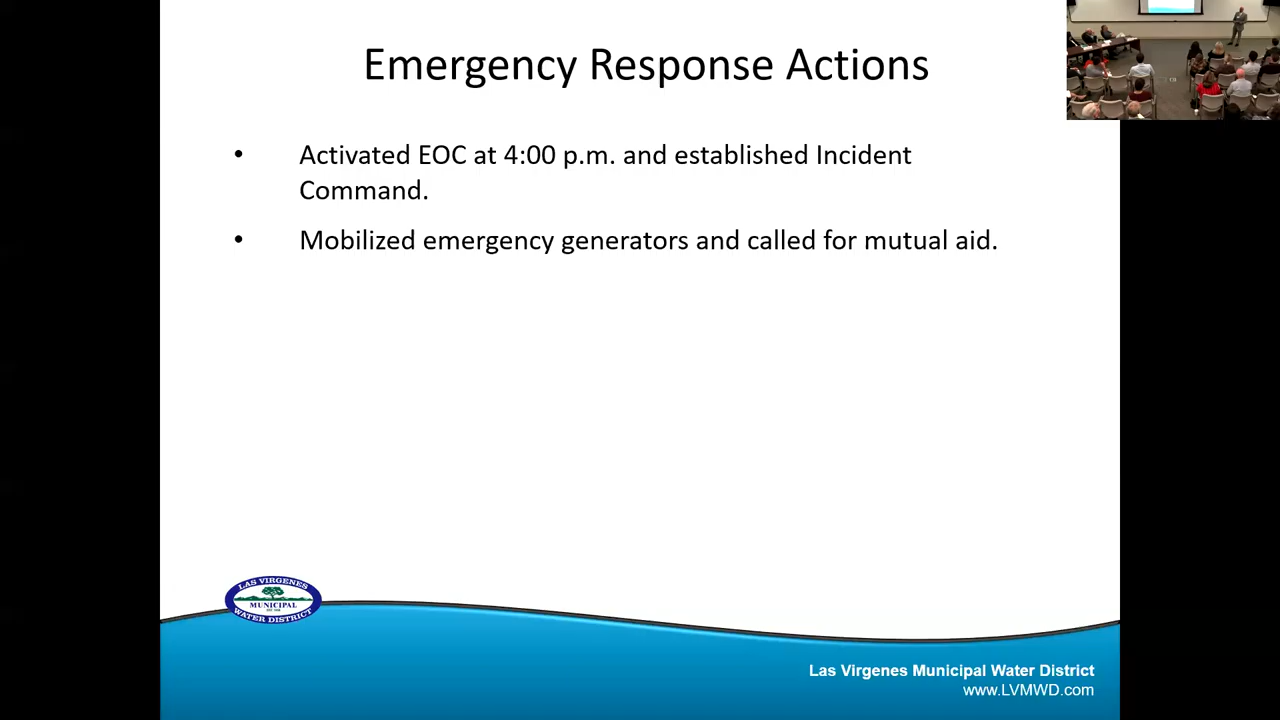 Emergency Response Actions
• Activated EOC at 4:00 p.m. and established Incident
Command.
• Mobilized emergency generators and called for mutual aid.
LAS VIRGENES
MUNICIPAL
WATER DISTRICT
Las Virgenes Municipal Water District
www.LVMWD.com